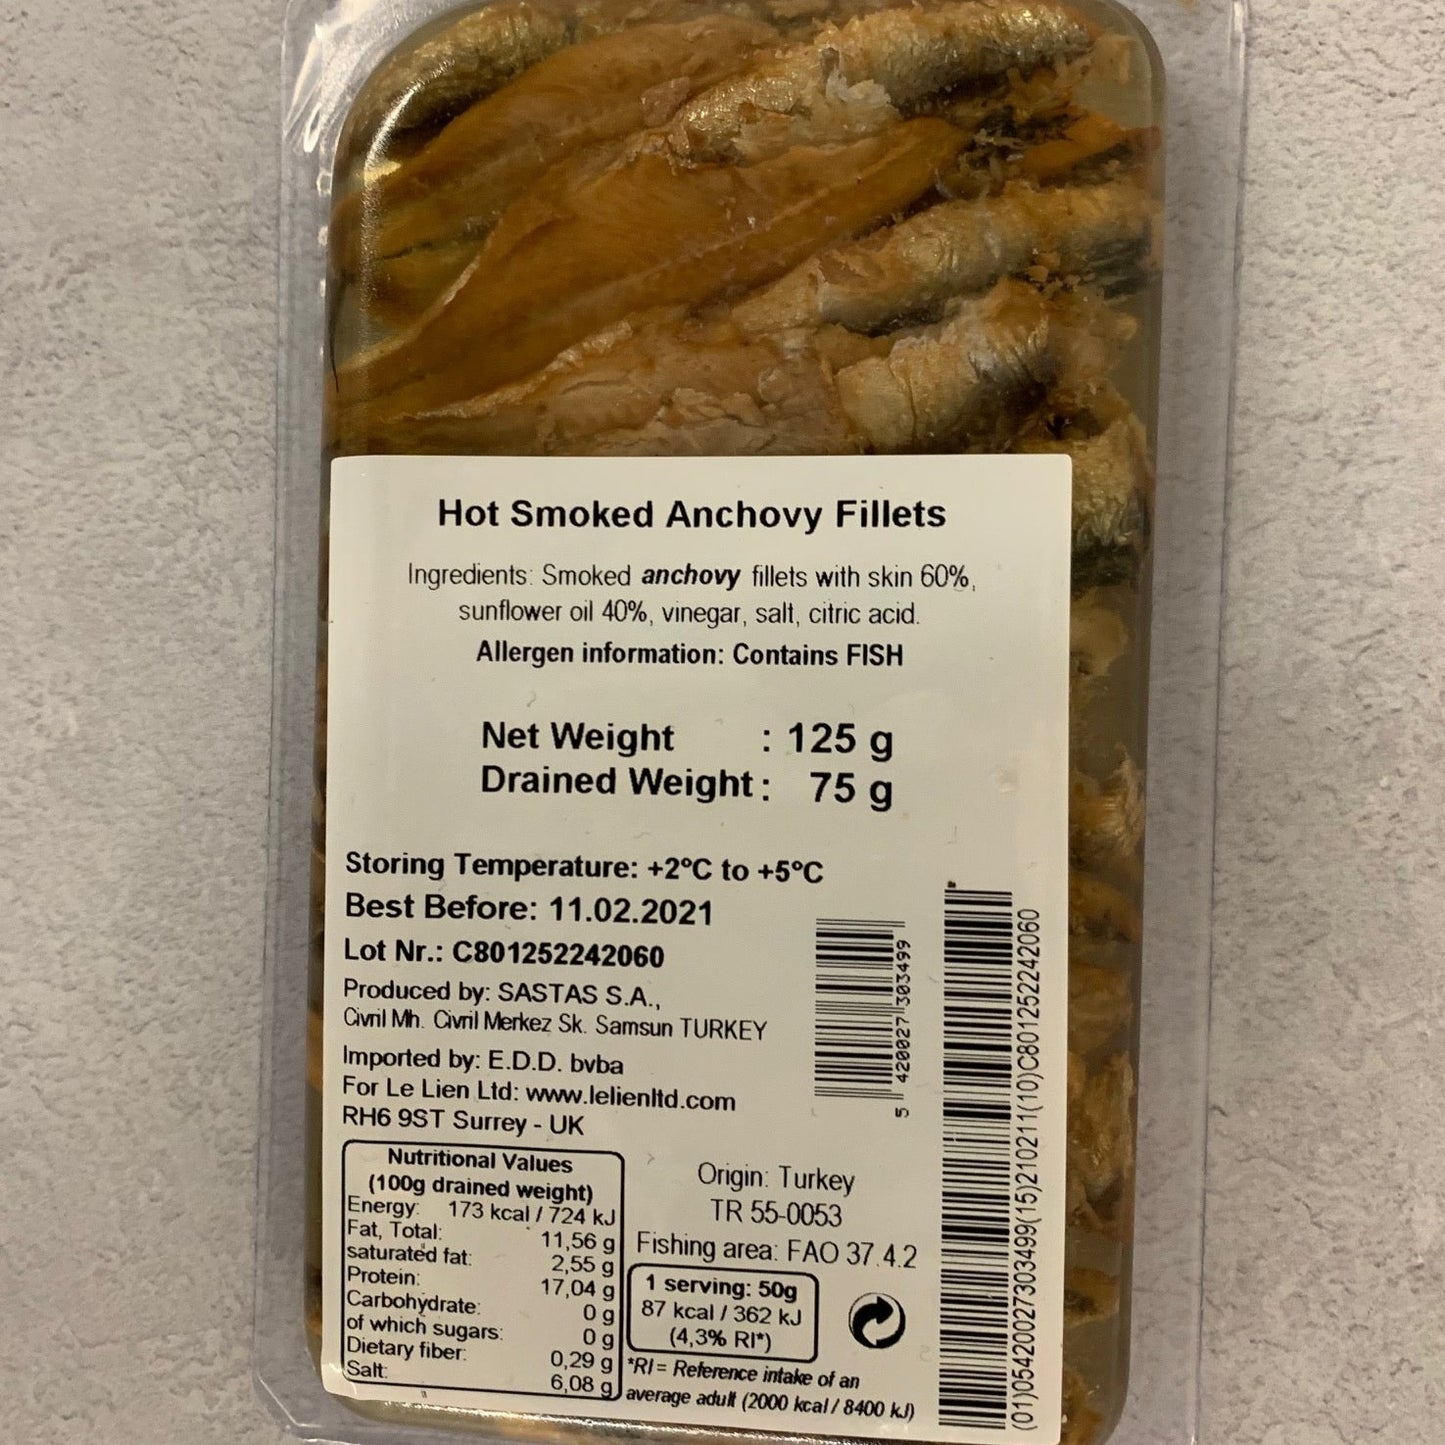 Hot Smoked Anchovy Fillets
Ingredients: Smoked anchovy fillets with skin 60%,
sunflower oil 40%, vinegar, salt, citric acid.
Allergen information: Contains FISH
Net Weight : 125 g
Drained Weight : 75 g
Storing Temperature: +2ºC to +5ºC
Best Before: 11.02.2021
Lot Nr.: C801252242060
Produced by: SASTAS S.A.,
Civril Mh. Civril Merkez Sk. Samsun TURKEY
Imported by: E.D.D. bvba
For Le Lien Ltd: www.lelienltd.com
RH6 9ST Surrey - UK
Nutritional Values
(100g drained weight)
Energy: 173 kcal / 724 kJ
Fat, Total: 11,56 g
saturated fat: 2,55 g
Protein: 17,04 g
Carbohydrate: 0 g
of which sugars: 0 g
Dietary fiber: 0,29 g
Salt: 6,08 g
Origin: Turkey
TR 55-0053
Fishing area: FAO 37.4.2
1 serving: 50g
87 kcal / 362 kJ
(4,3% RI*)
*RI= Reference intake of an
average adult (2000 kcal / 8400 kJ)
5 420027 303499
(01)05420027303499(15)210211(10)C801252242060